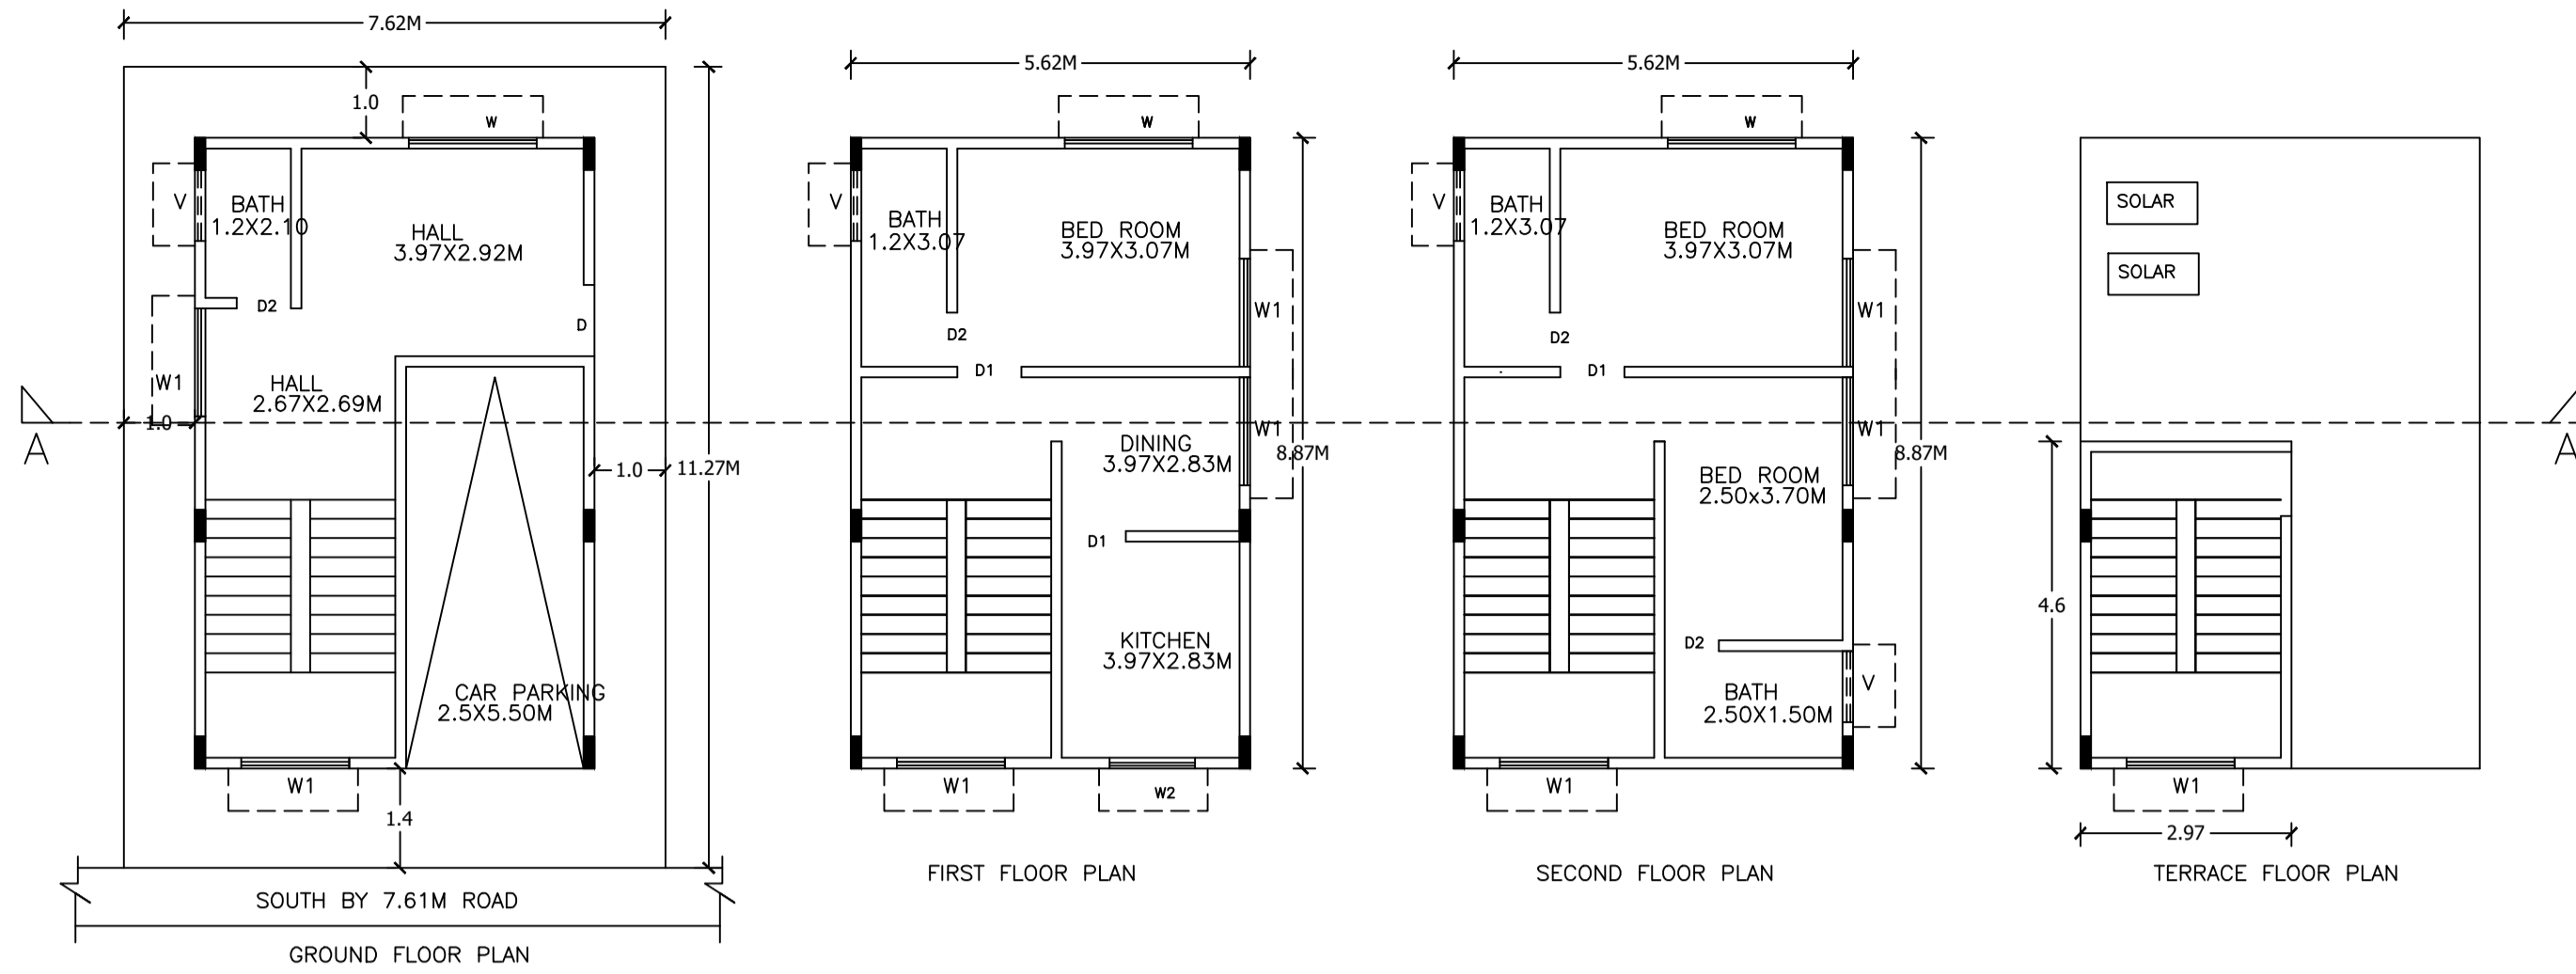 7.62M
1.0
W
V
BATH
1.2X2.10
HALL
3.97X2.92M
D2
D
W1
HALL
2.67X2.69M
1.0
A
1.0
11.27M
CAR PARKING
2.5X5.50M
W1
1.4
SOUTH BY 7.61M ROAD
GROUND FLOOR PLAN
5.62M
W
V
BATH
1.2X3.07
BED ROOM
3.97X3.07M
W1
D2
D1
W1
DINING
3.97X2.83M
8.87M
D1
KITCHEN
3.97X2.83M
W1
W2
FIRST FLOOR PLAN
5.62M
W
V
BATH
1.2X3.07
BED ROOM
3.97X3.07M
W1
D2
D1
W1
8.87M
BED ROOM
2.50x3.70M
D2
BATH
2.50X1.50M
V
W1
SECOND FLOOR PLAN
SOLAR
SOLAR
A
4.6
W1
2.97
TERRACE FLOOR PLAN